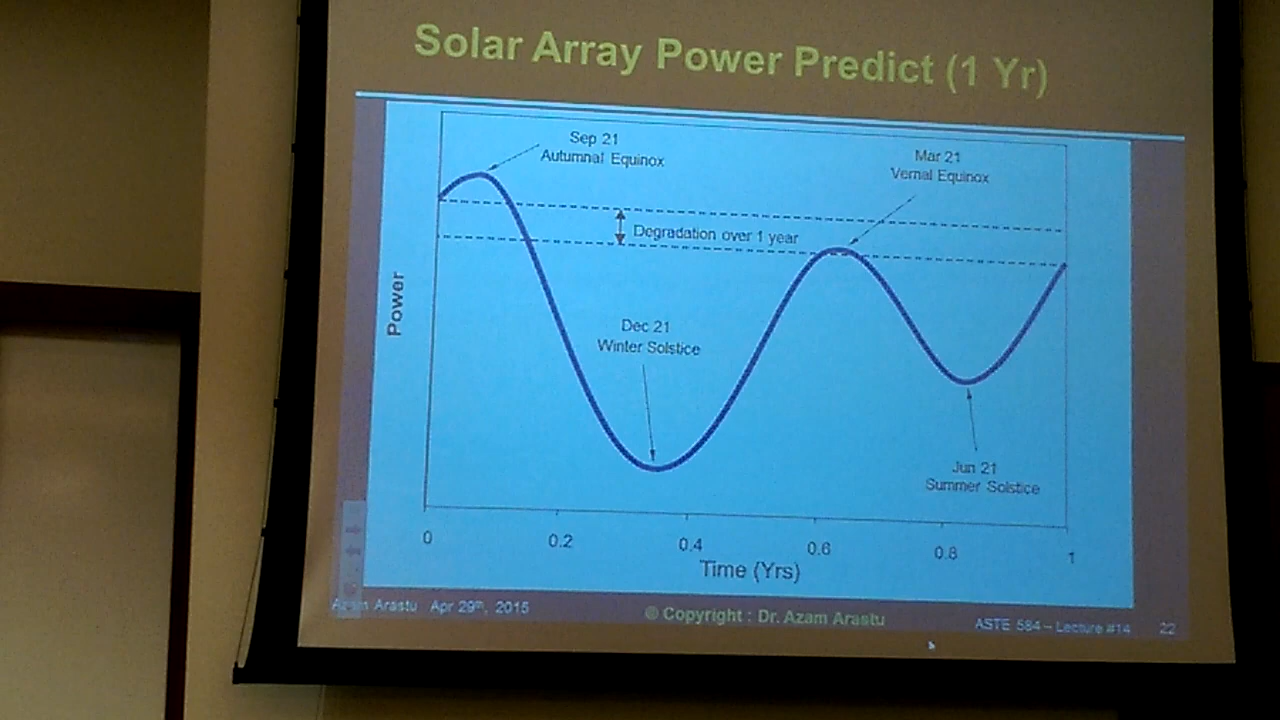 Solar Array Power Predict (1 Yr)
Sep 21
Autumnal Equinox
Mar 21
Vernal Equinox
Degradation over 1 year
Power
Dec 21
Winter Solstice
Jun 21
Summer Solstice
0 0.2 0.4 0.6 0.8 1
Time (Yrs)
Azam Arastu Apr 29th, 2015
© Copyright : Dr. Azam Arastu
ASTE 584 – Lecture #14 22